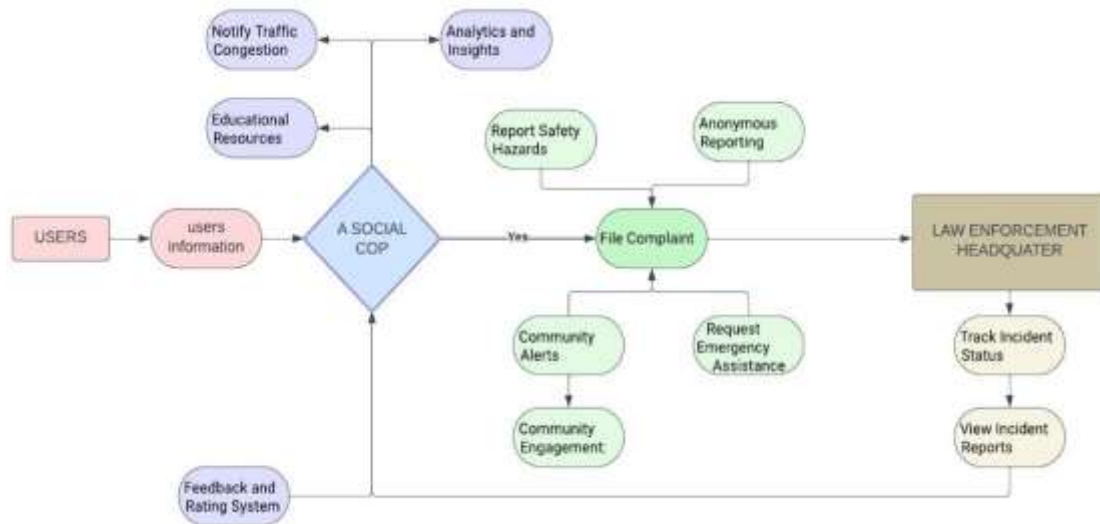 Notify Traffic
Congestion
Analytics and
Insights
Educational
Resources
Report Safety
Hazards
Anonymous
Reporting
USERS
users
information
A SOCIAL
COP
Yes
File Complaint
LAW ENFORCEMENT
HEADQUATER
Community
Alerts
Request
Emergency
Assistance
Track Incident
Status
Community
Engagement
View Incident
Reports
Feedback and
Rating System